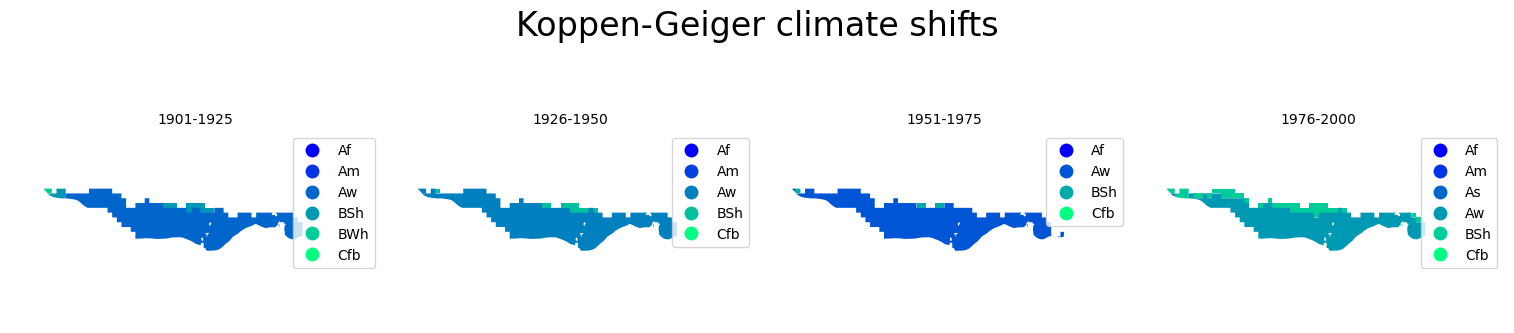 Koppen-Geiger climate shifts
1901-1925
Af
Am
Aw
BSh
BWh
Cfb
1926-1950
Af
Am
Aw
BSh
Cfb
1951-1975
Af
Aw
BSh
Cfb
1976-2000
Af
Am
As
Aw
BSh
Cfb